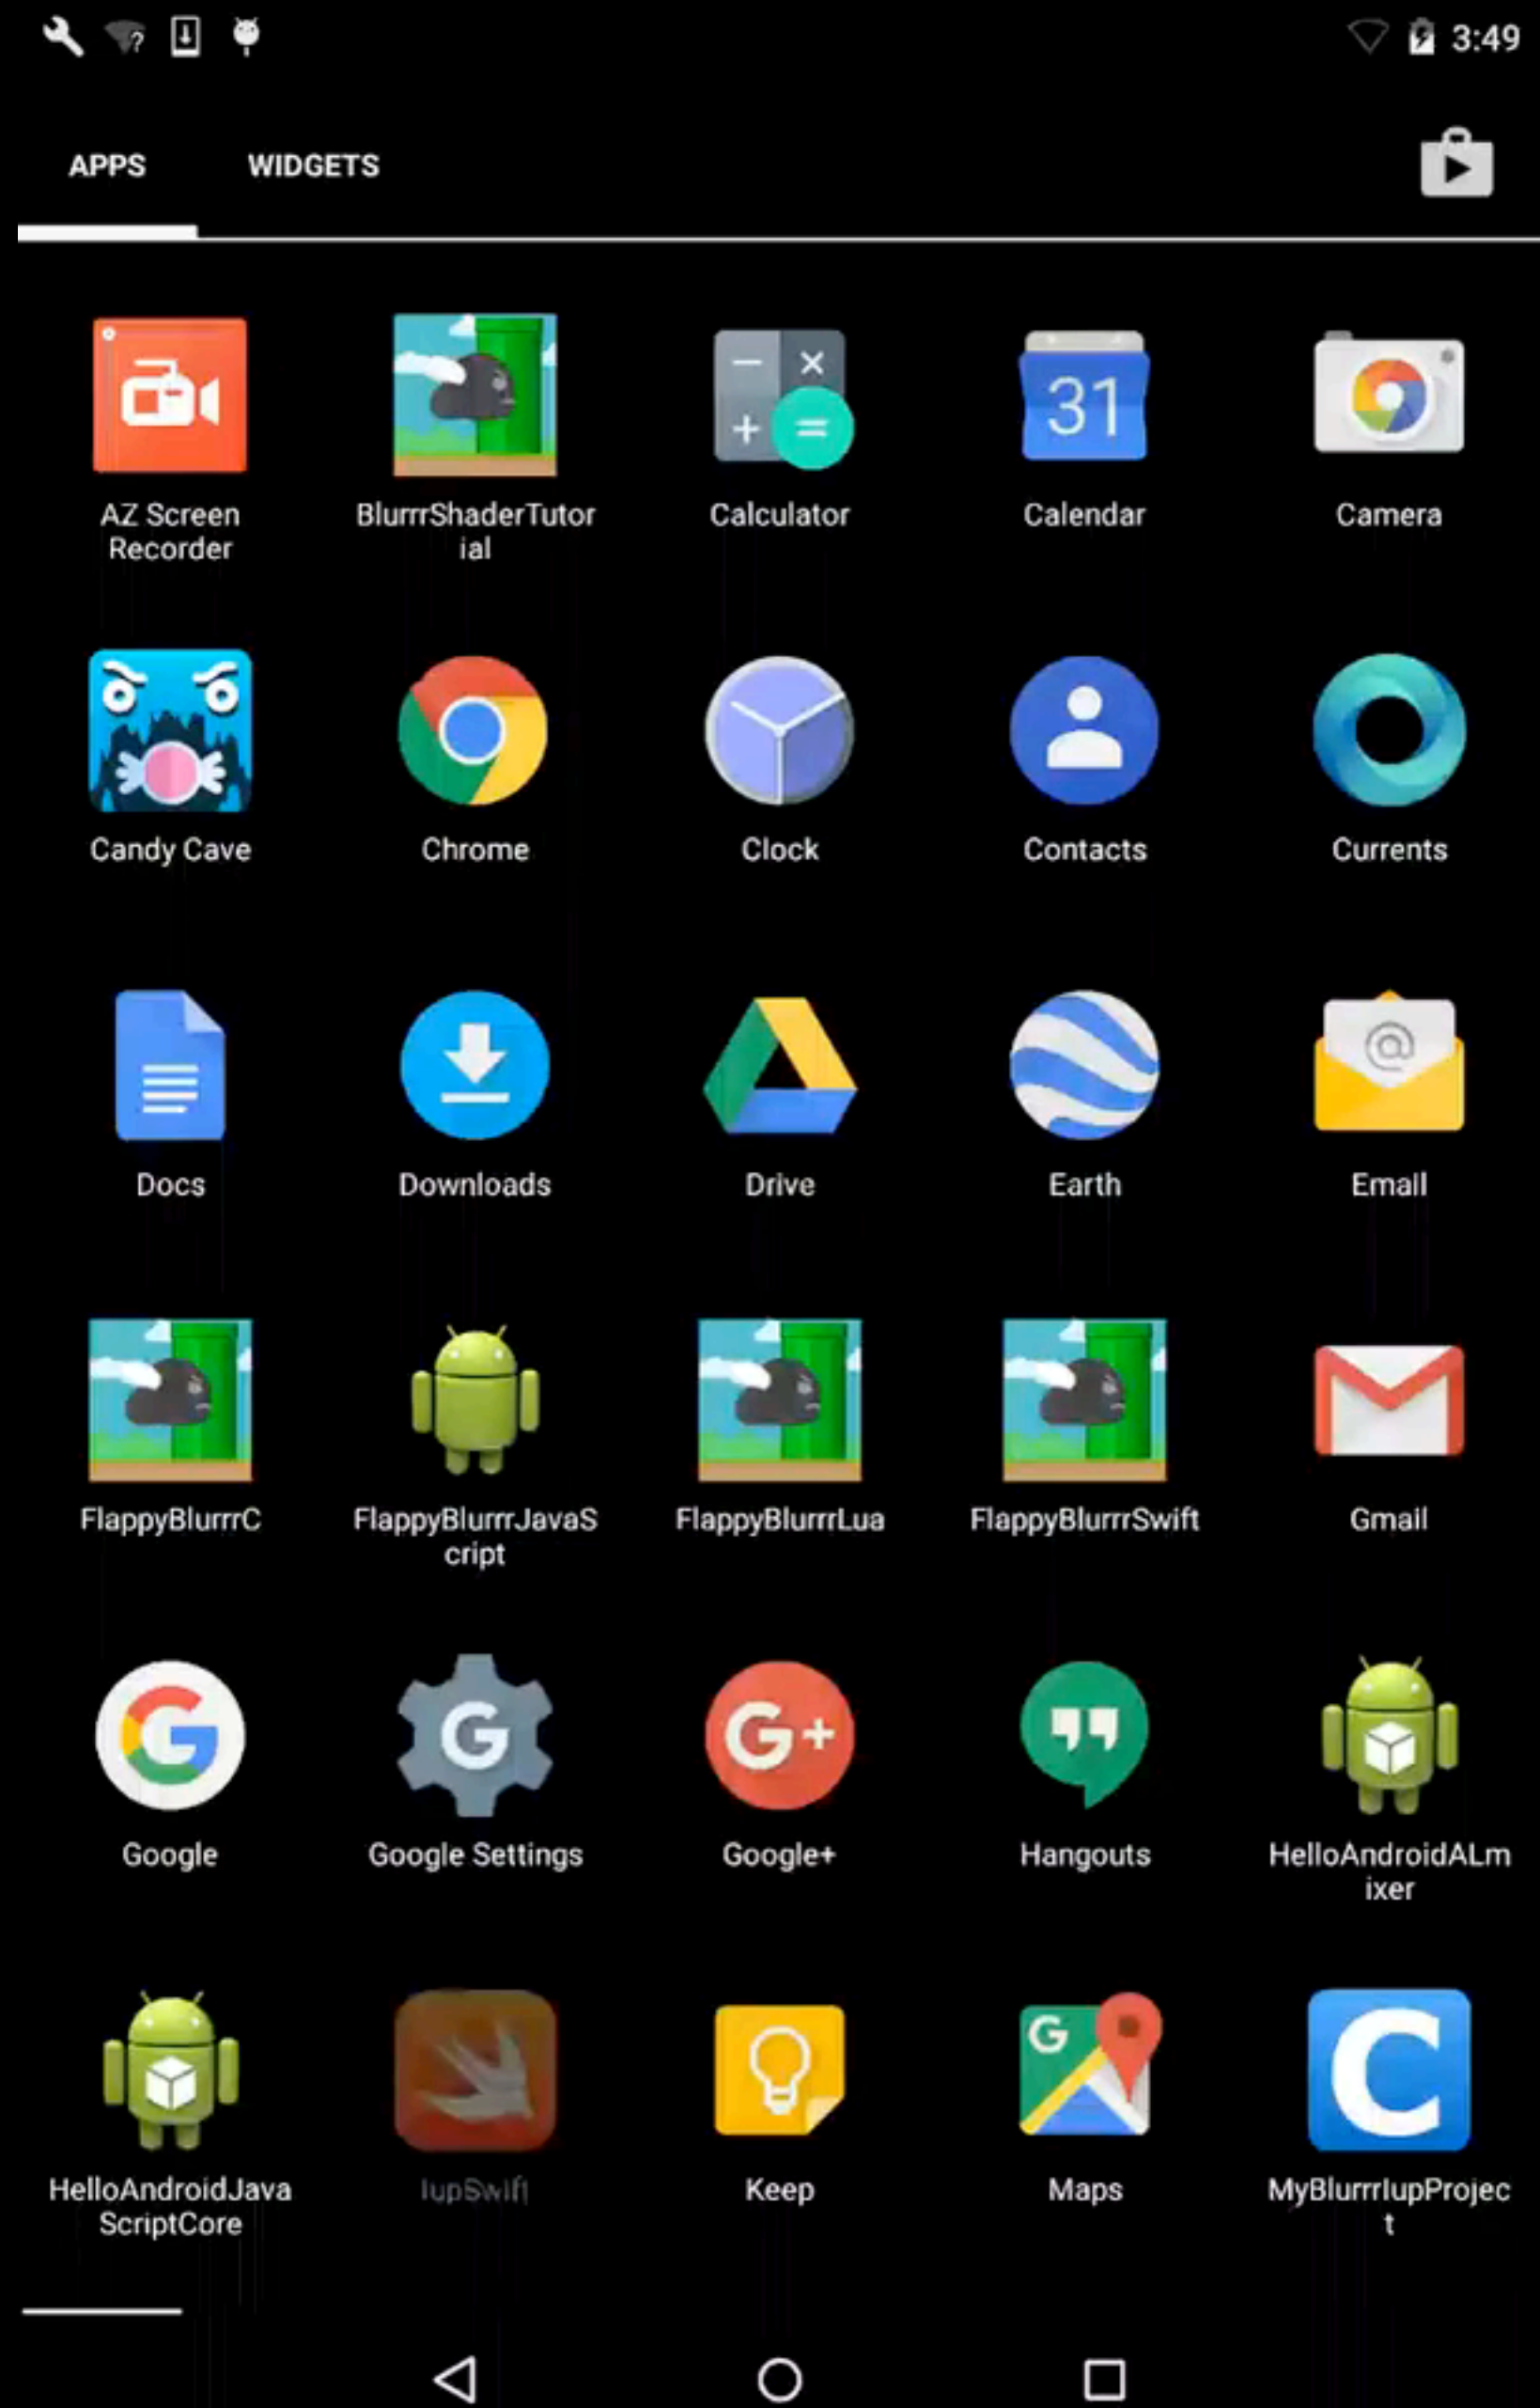 3:49
APPS WIDGETS
31
AZ Screen BlurrrShaderTutor Calculator Calendar Camera
Recorder ial
Candy Cave Chrome Clock Contacts Currents
@
Docs Downloads Drive Earth Email
FlappyBlurrrC FlappyBlurrrJavaS FlappyBlurrrLua FlappyBlurrrSwift Gmail
cript
G G G+
Google Google Settings Google+ Hangouts HelloAndroidALm
ixer
G C
HelloAndroidJava IupSwift Keep Maps MyBlurrrIupProjec
ScriptCore t